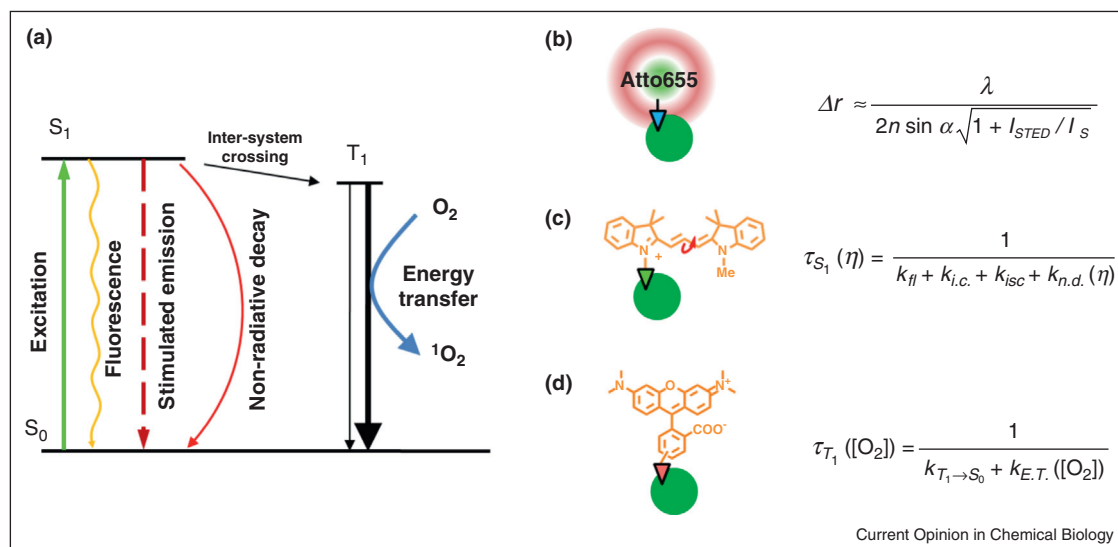 (a)
S₁
Inter-system
crossing
T₁
O₂
Energy
transfer
¹O₂
Excitation
Fluorescence
Stimulated emission
Non-radiative decay
S₀
(b)
Atto655
Δr ≈ λ / 2n sin α √1 + I_STED / I_S
(c)
N
+
N
Me
τ_S₁ (η) = 1 / k_fl + k_i.c. + k_isc + k_n.d. (η)
(d)
N
O
N⁺
COO⁻
τ_T₁ ([O₂]) = 1 / k_T₁→S₀ + k_E.T. ([O₂])
Current Opinion in Chemical Biology